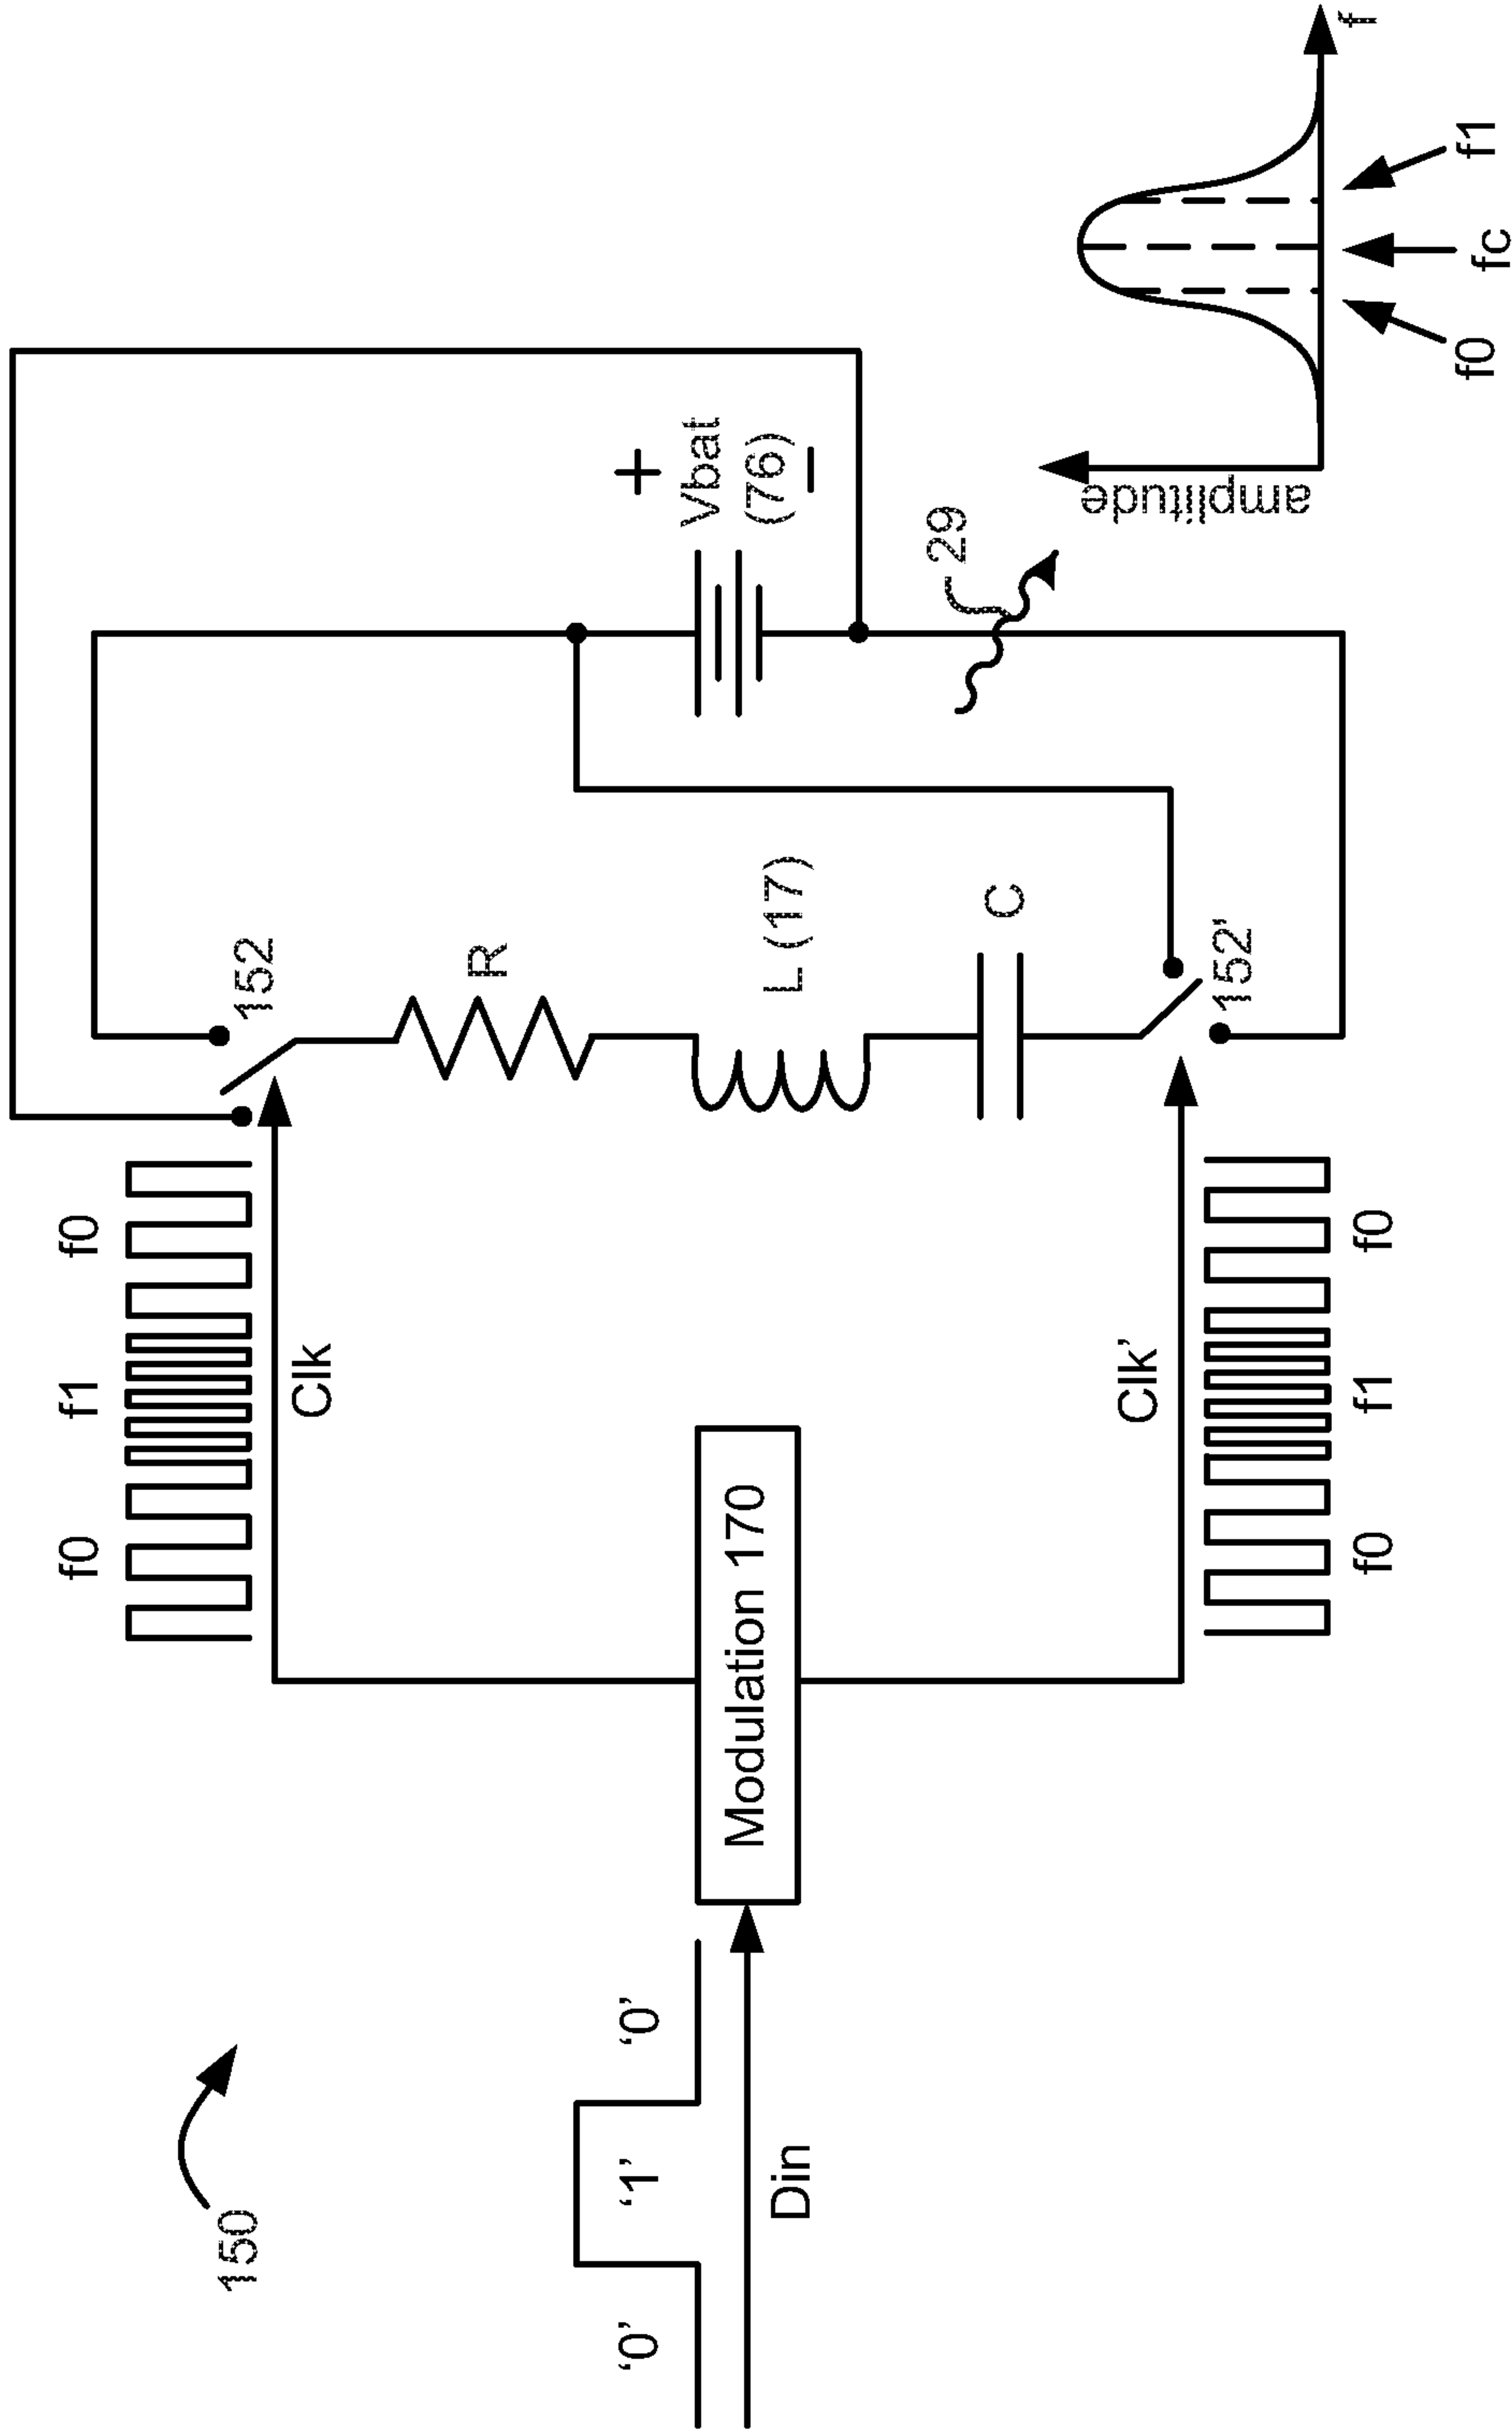 150
‘0’ ‘1’ ‘0’
Din
Modulation 170
f0 f1 f0
Clk
Clk’
f0 f1 f0
152
R
L (17)
C
152'
+
Vbat
(76)
–
29
amplitude
f
f0 fc f1